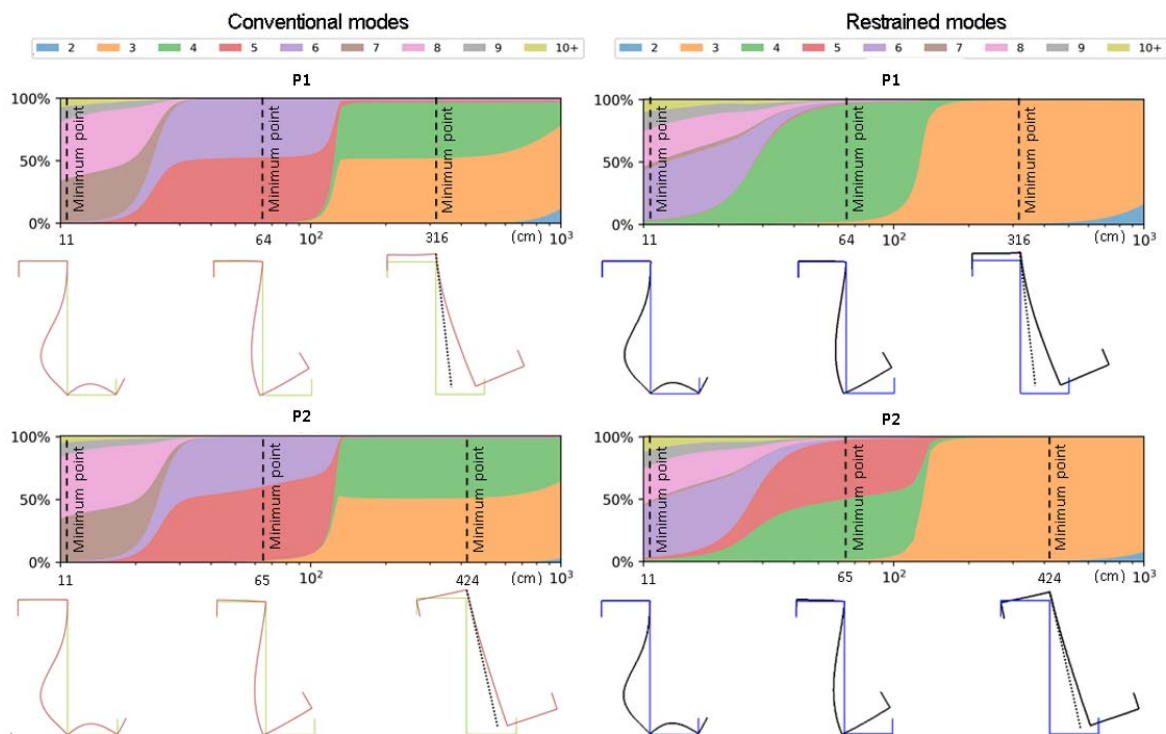 Conventional modes
2 3 4 5 6 7 8 9 10+
P1
100%
50%
0%
Minimum point
Minimum point
Minimum point
11 64 10² 316 (cm) 10³
P2
100%
50%
0%
Minimum point
Minimum point
Minimum point
11 65 10² 424 (cm) 10³
Restrained modes
2 3 4 5 6 7 8 9 10+
P1
100%
50%
0%
Minimum point
Minimum point
Minimum point
11 64 10² 316 (cm) 10³
P2
100%
50%
0%
Minimum point
Minimum point
Minimum point
11 65 10² 424 (cm) 10³